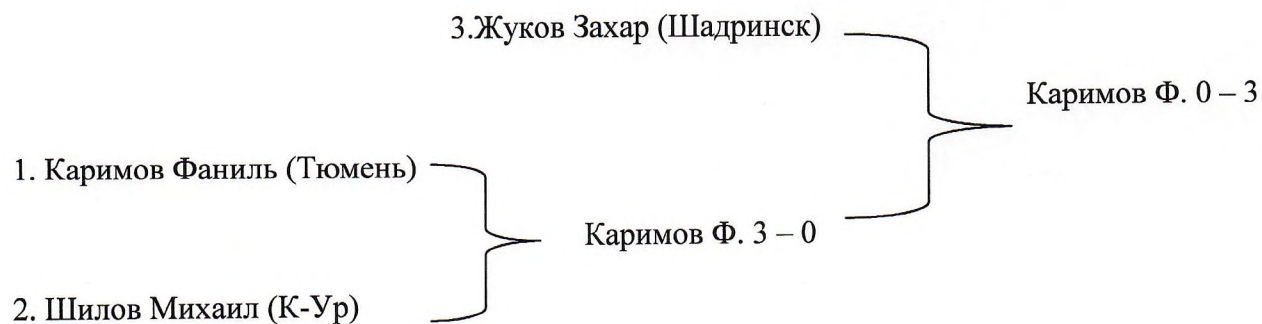 3.Жуков Захар (Шадринск)
Каримов Ф. 0 – 3
1. Каримов Фаниль (Тюмень)
Каримов Ф. 3 – 0
2. Шилов Михаил (К-Ур)